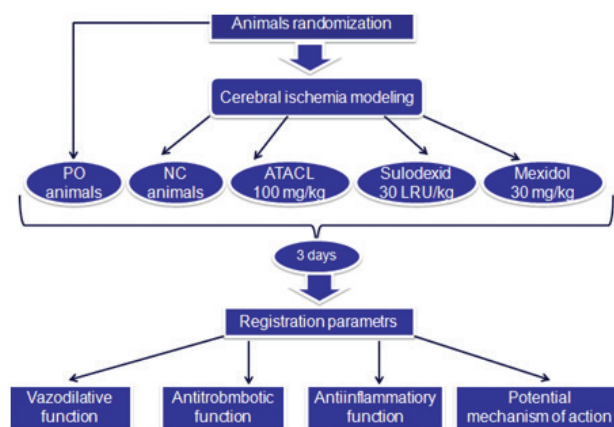 Animals randomization
Cerebral ischemia modeling
PO
animals
NC
animals
ATACL
100 mg/kg
Sulodexid
30 LRU/kg
Mexidol
30 mg/kg
3 days
Registration parametrs
Vazodilative
function
Antitrobmbotic
function
Antiinflammatiory
function
Potential
mechanism of action